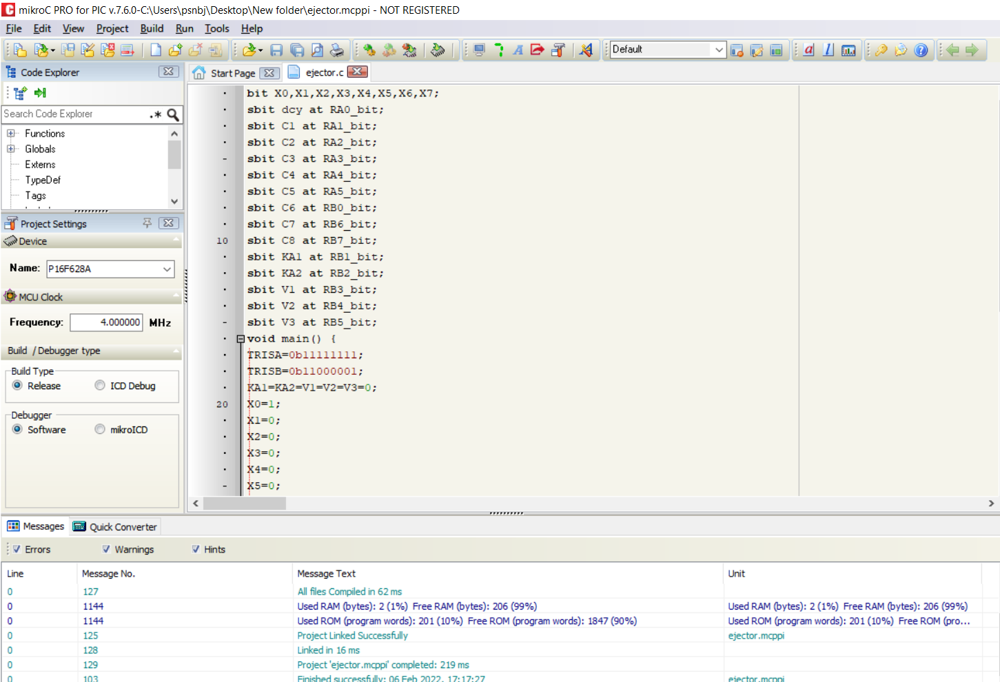 mikroC PRO for PIC v.7.6.0-C:\Users\psnbj\Desktop\New folder\ejector.mcppi - NOT REGISTERED
File Edit View Project Build Run Tools Help
Default
Code Explorer
Start Page
ejector.c
Search Code Explorer
.*
Functions
Globals
Externs
TypeDef
Tags
Project Settings
Device
Name: P16F628A
MCU Clock
Frequency: 4.000000 MHz
Build / Debugger type
Build Type
Release ICD Debug
Debugger
Software mikroICD
bit X0,X1,X2,X3,X4,X5,X6,X7;
sbit dcy at RA0_bit;
sbit C1 at RA1_bit;
sbit C2 at RA2_bit;
sbit C3 at RA3_bit;
sbit C4 at RA4_bit;
sbit C5 at RA5_bit;
sbit C6 at RB0_bit;
sbit C7 at RB6_bit;
10 sbit C8 at RB7_bit;
sbit KA1 at RB1_bit;
sbit KA2 at RB2_bit;
sbit V1 at RB3_bit;
sbit V2 at RB4_bit;
sbit V3 at RB5_bit;
void main() {
TRISA=0b11111111;
TRISB=0b11000001;
KA1=KA2=V1=V2=V3=0;
20 X0=1;
X1=0;
X2=0;
X3=0;
X4=0;
X5=0;
Messages Quick Converter
Errors Warnings Hints
Line Message No. Message Text Unit
0 127 All files Compiled in 62 ms
0 1144 Used RAM (bytes): 2 (1%) Free RAM (bytes): 206 (99%) Used RAM (bytes): 2 (1%) Free RAM (bytes): 206 (99%)
0 1144 Used ROM (program words): 201 (10%) Free ROM (program words): 1847 (90%) Used ROM (program words): 201 (10%) Free ROM (pro...
0 125 Project Linked Successfully ejector.mcppi
0 128 Linked in 16 ms
0 129 Project 'ejector.mcppi' completed: 219 ms
0 103 Finished successfully: 06 Feb 2022, 17:17:27 ejector.mcppi